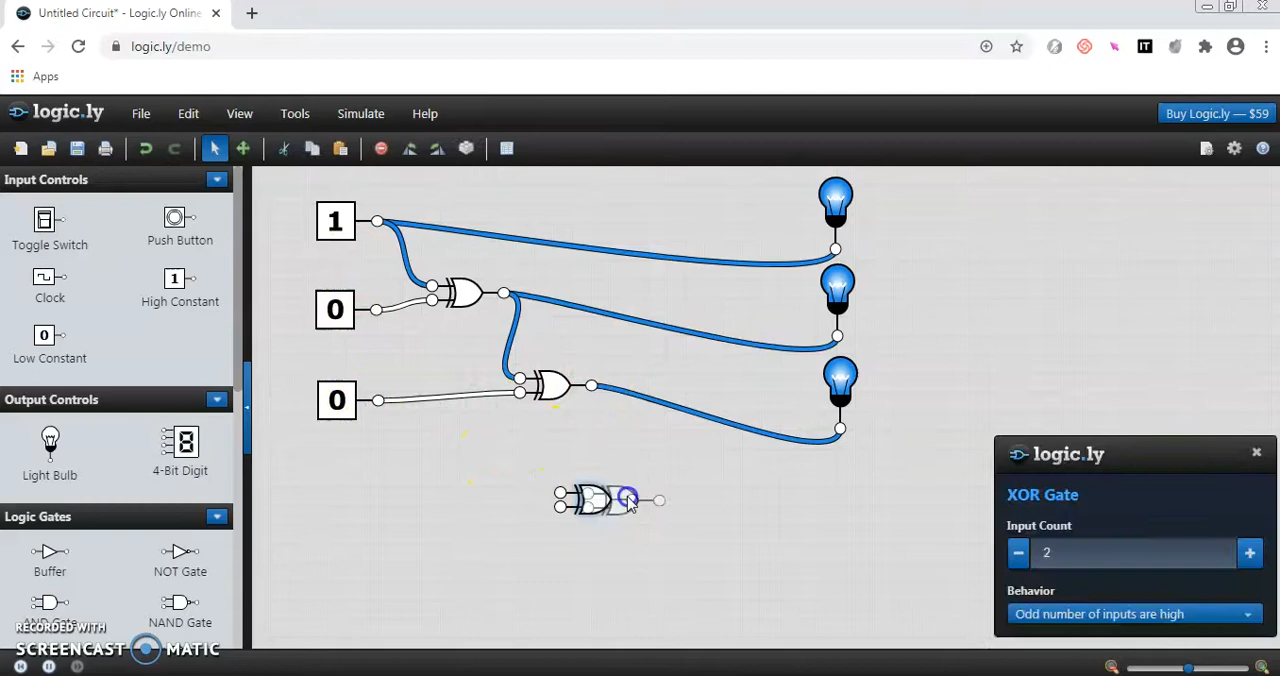 Untitled Circuit* - Logic.ly Online
logic.ly/demo
IT
Apps
logic.ly
File Edit View Tools Simulate Help
Buy Logic.ly — $59
Input Controls
Toggle Switch
Push Button
Clock
1
High Constant
0
Low Constant
Output Controls
Light Bulb
8
4-Bit Digit
Logic Gates
Buffer
NOT Gate
AND Gate
NAND Gate
1
0
0
logic.ly
XOR Gate
Input Count
2
Behavior
Odd number of inputs are high
RECORDED WITH
SCREENCAST MATIC